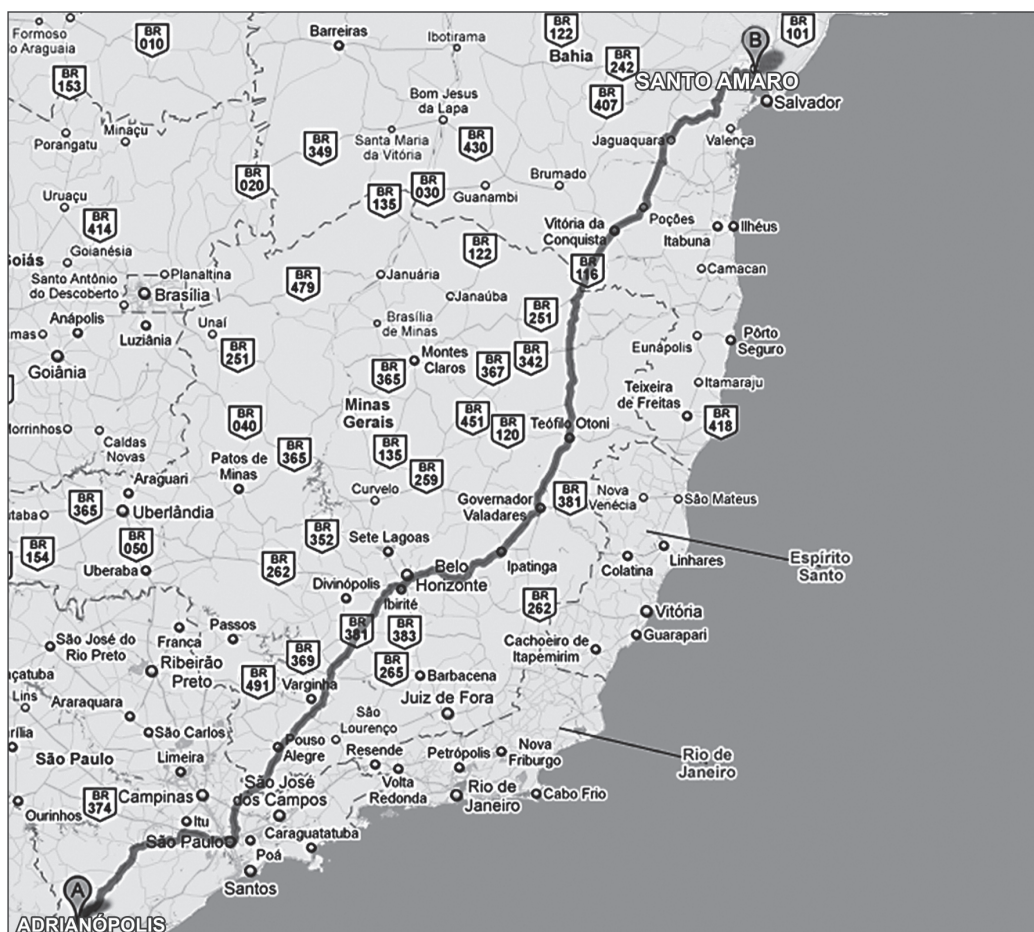 Formoso
o Araguaia
BR
010
Barreiras
Ibotirama
BR
122
Bahia
BR
101
B
BR
153
BR
242
SANTO AMARO
BR
407
Salvador
Bom Jesus
da Lapa
Minaçu
Porangatu
BR
349
Santa Maria
da Vitória
BR
430
Jaguaquara
Valença
BR
020
BR
135
BR
030
Guanambi
Brumado
Uruaçu
BR
414
Goianésia
Poções
Vitória da
Conquista
Itabuna
Ilhéus
BR
122
BR
116
Camacan
Goiás
Santo Antônio
do Descoberto
Planaltina
Brasília
BR
479
Januária
Janaúba
BR
251
Anápolis
Luziânia
Unaí
BR
251
Brasília
de Minas
Goiânia
Montes
Claros
BR
365
BR
367
BR
342
Eunápolis
Pôrto
Seguro
Itamaraju
Teixeira
de Freitas
BR
418
Minas
Gerais
BR
451
BR
120
Teófilo Otoni
orrinhos
Caldas
Novas
BR
040
BR
365
BR
135
Patos de
Minas
BR
259
Araguari
BR
365
Uberlândia
Curvelo
Governador
Valadares
BR
381
Nova
Venécia
São Mateus
BR
154
BR
050
Uberaba
BR
352
Sete Lagoas
BR
262
Divinópolis
Belo
Horizonte
Ibirité
Ipatinga
Colatina
Linhares
Espírito
Santo
BR
262
Vitória
Guarapari
BR
381
BR
383
Cachoeiro de
Itapemirim
São José do
Rio Preto
Franca
Passos
Ribeirão
Preto
BR
369
BR
491
Varginha
BR
265
Barbacena
Juiz de Fora
açatuba
Lins
Araraquara
São Carlos
São Paulo
Limeira
Pouso
Alegre
São
Lourenço
Resende
Volta
Redonda
Petrópolis
Nova
Friburgo
Rio de
Janeiro
Rio de
Janeiro
Cabo Frio
BR
374
Ourinhos
Campinas
São José
dos Campos
Itu
São Paulo
Caraguatatuba
Poá
Santos
A
ADRIANÓPOLIS